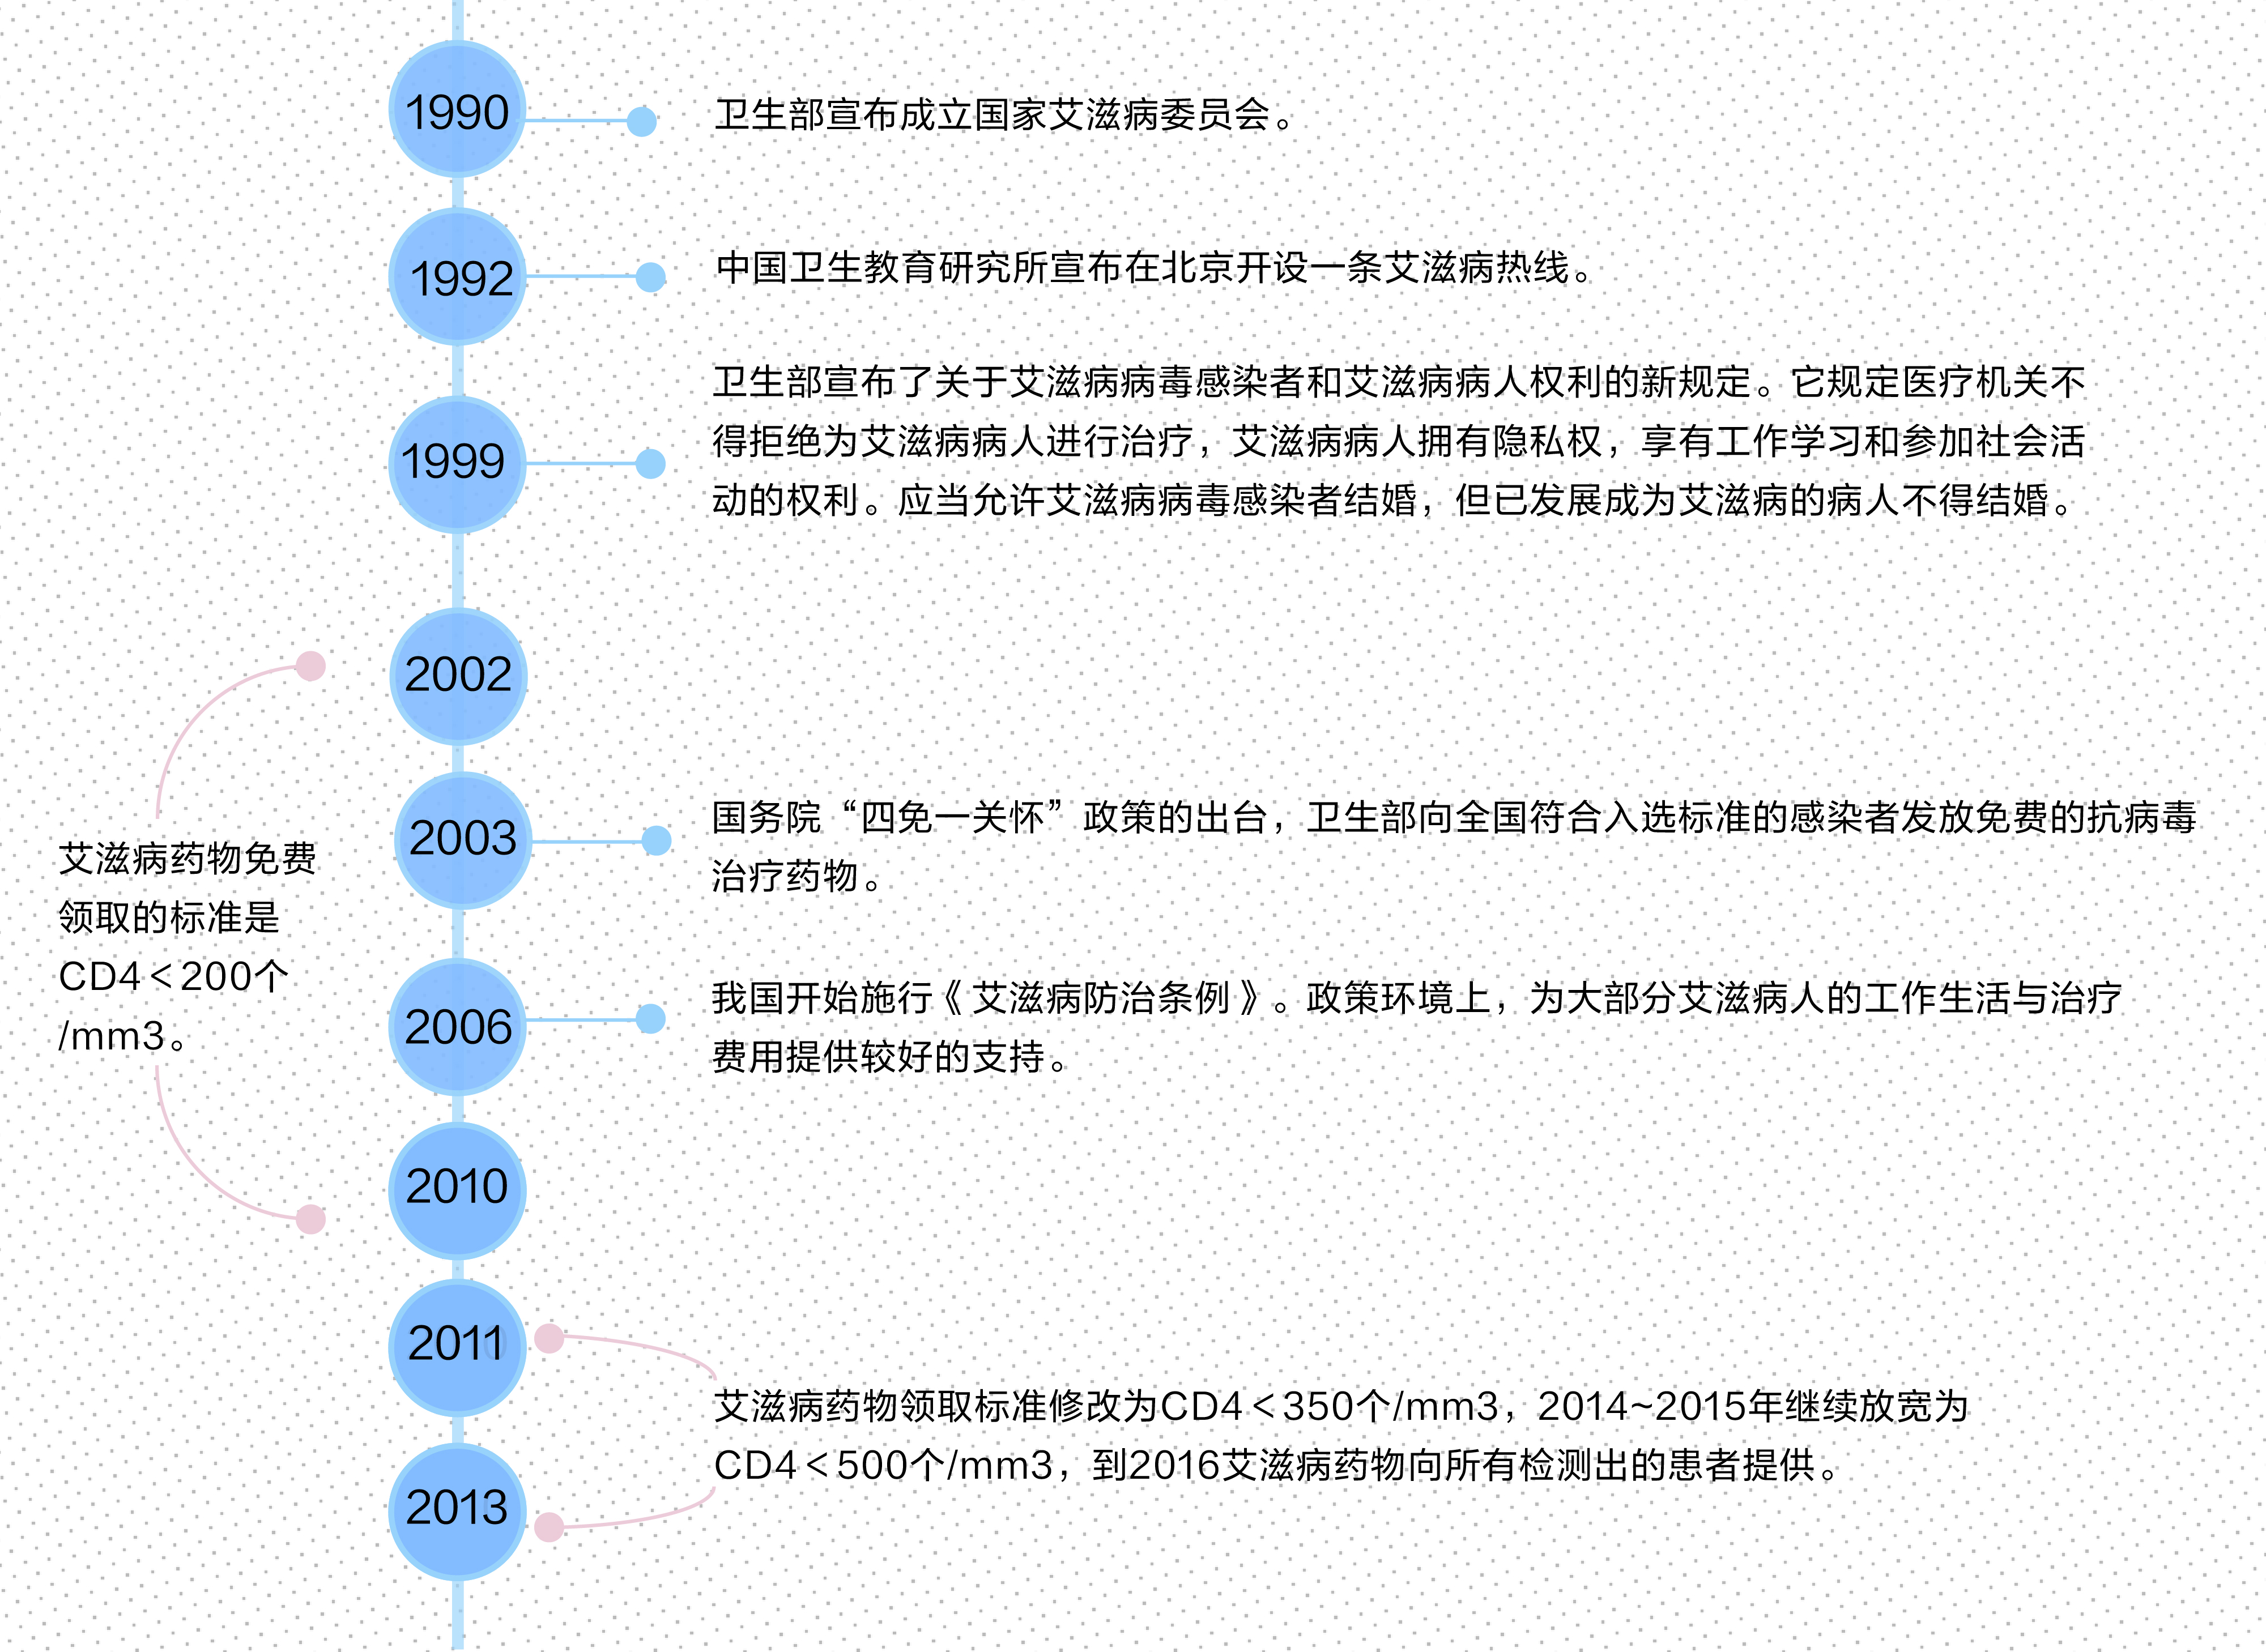 1990
卫生部宣布成立国家艾滋病委员会。
1992
中国卫生教育研究所宣布在北京开设一条艾滋病热线。
1999
卫生部宣布了关于艾滋病病毒感染者和艾滋病病人权利的新规定。它规定医疗机关不
得拒绝为艾滋病病人进行治疗，艾滋病病人拥有隐私权，享有工作学习和参加社会活
动的权利。应当允许艾滋病病毒感染者结婚，但已发展成为艾滋病的病人不得结婚。
2002
艾滋病药物免费
领取的标准是
CD4＜200个
/mm3。
2003
国务院“四免一关怀”政策的出台，卫生部向全国符合入选标准的感染者发放免费的抗病毒
治疗药物。
2006
我国开始施行《艾滋病防治条例》。政策环境上，为大部分艾滋病人的工作生活与治疗
费用提供较好的支持。
2010
2011
艾滋病药物领取标准修改为CD4＜350个/mm3，2014~2015年继续放宽为
CD4＜500个/mm3，到2016艾滋病药物向所有检测出的患者提供。
2013